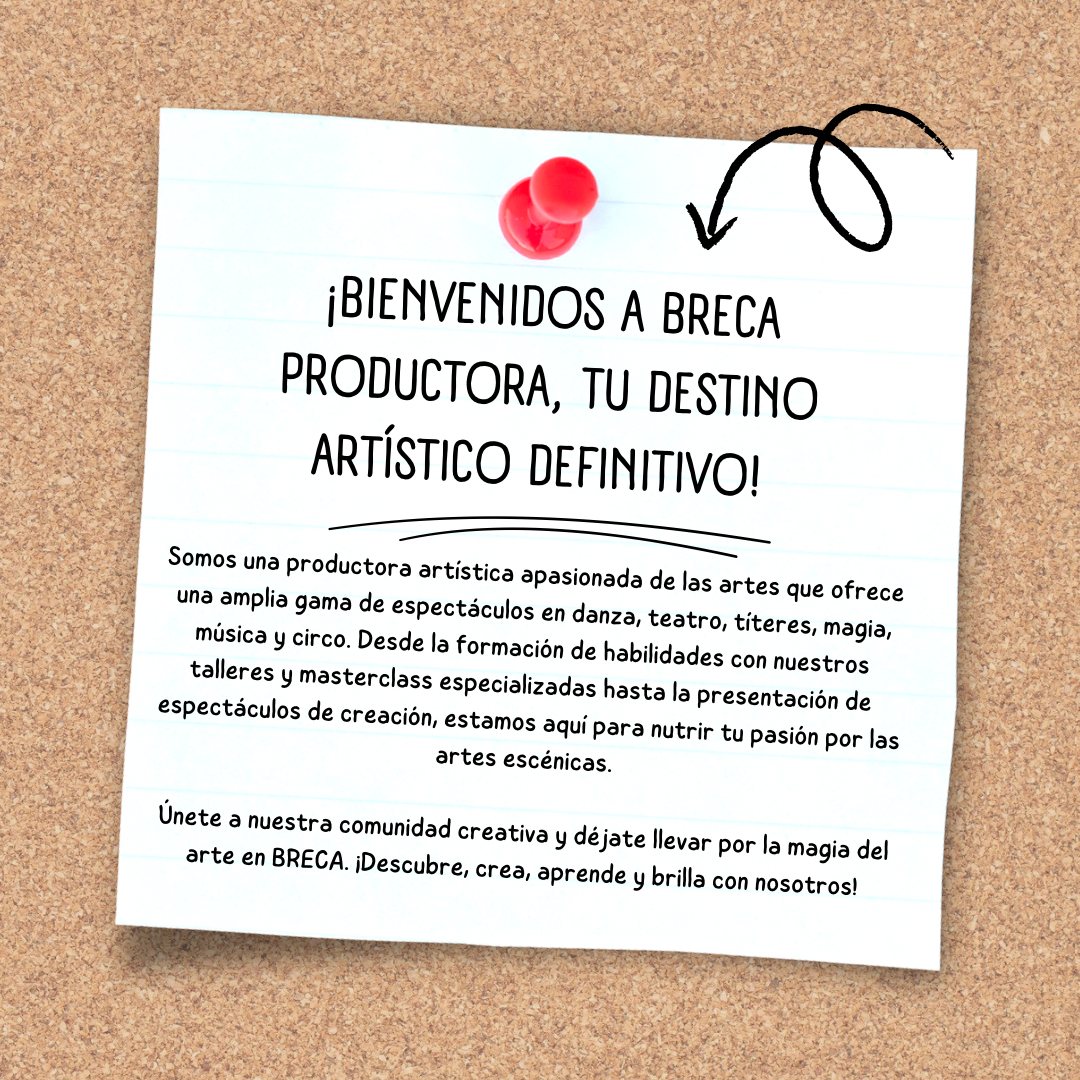 ¡BIENVENIDOS A BRECA
PRODUCTORA, TU DESTINO
ARTÍSTICO DEFINITIVO!
Somos una productora artística apasionada de las artes que ofrece
una amplia gama de espectáculos en danza, teatro, títeres, magia,
música y circo. Desde la formación de habilidades con nuestros
talleres y masterclass especializadas hasta la presentación de
espectáculos de creación, estamos aquí para nutrir tu pasión por las
artes escénicas.
Únete a nuestra comunidad creativa y déjate llevar por la magia del
arte en BRECA. ¡Descubre, crea, aprende y brilla con nosotros!